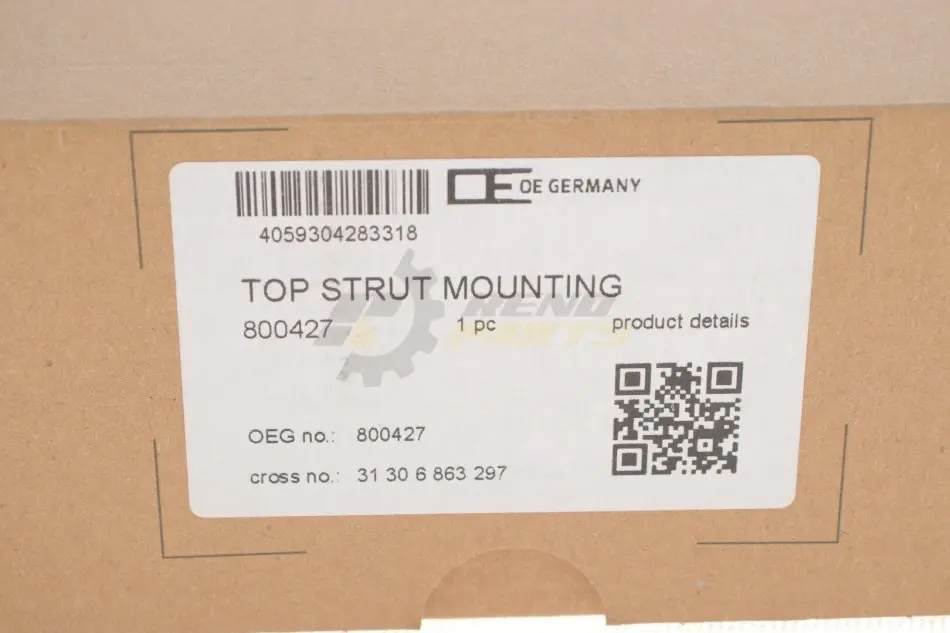 OE GERMANY
4059304283318
TOP STRUT MOUNTING
800427 1 pc product details
OEG no.: 800427
cross no.: 31 30 6 863 297